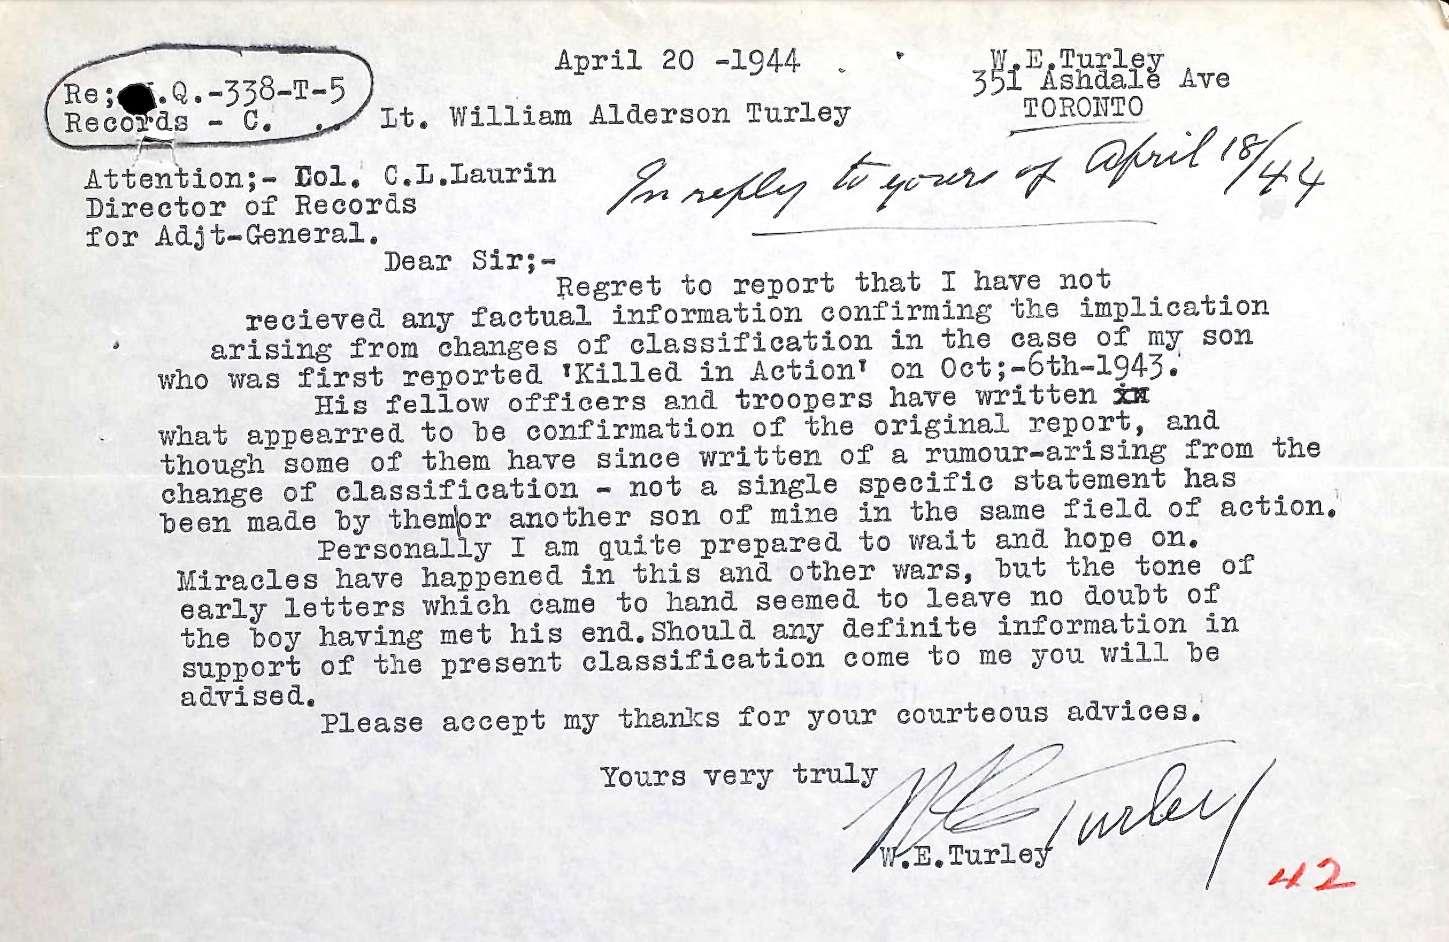 April 20 -1944
W.E.Turley
351 Ashdale Ave
TORONTO
Re; .Q.-338-T-5
Records - C.
Lt. William Alderson Turley
In reply to yours of April 18/44
Attention;- Col. C.L.Laurin
Director of Records
for Adjt-General.
Dear Sir;-
Regret to report that I have not
recieved any factual information confirming the implication
arising from changes of classification in the case of my son
who was first reported 'Killed in Action' on Oct;-6th-1943.
His fellow officers and troopers have written in
what appearred to be confirmation of the original report, and
though some of them have since written of a rumour-arising from the
change of classification - not a single specific statement has
been made by them or another son of mine in the same field of action.
Personally I am quite prepared to wait and hope on.
Miracles have happened in this and other wars, but the tone of
early letters which came to hand seemed to leave no doubt of
the boy having met his end.Should any definite information in
support of the present classification come to me you will be
advised.
Please accept my thanks for your courteous advices.
Yours very truly
W E Turley
W.E.Turley
42